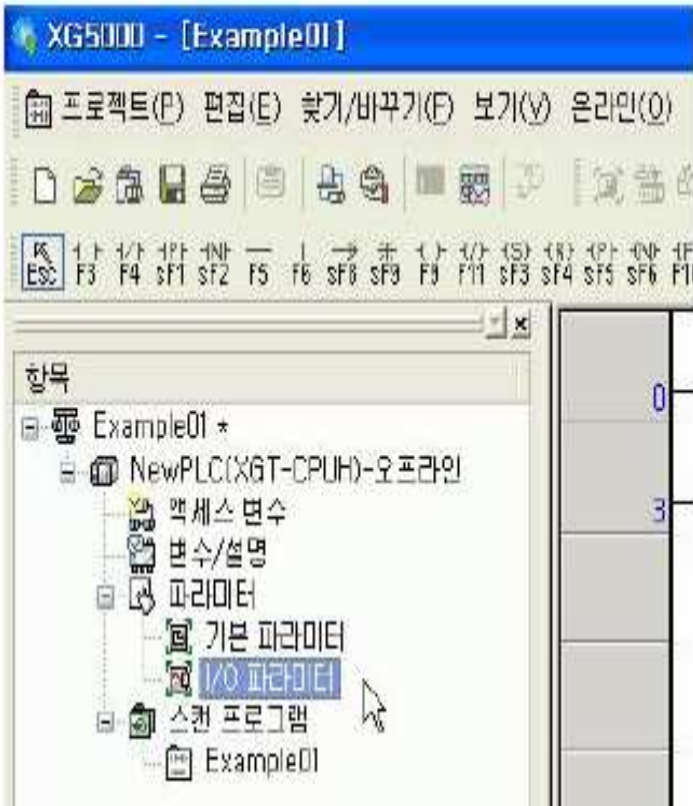 XG5000 - [Example01]
프로젝트(P) 편집(E) 찾기/바꾸기(F) 보기(V) 온라인(O)
Esc F3 F4 sF1 sF2 F5 F6 sF8 sF9 F9 F11 sF3 sF4 sF5 sF6
항목
Example01 *
0
NewPLC(XGT-CPUH)-오프라인
액세스 변수
3
변수/설명
파라미터
기본 파라미터
I/O 파라미터
스캔 프로그램
Example01